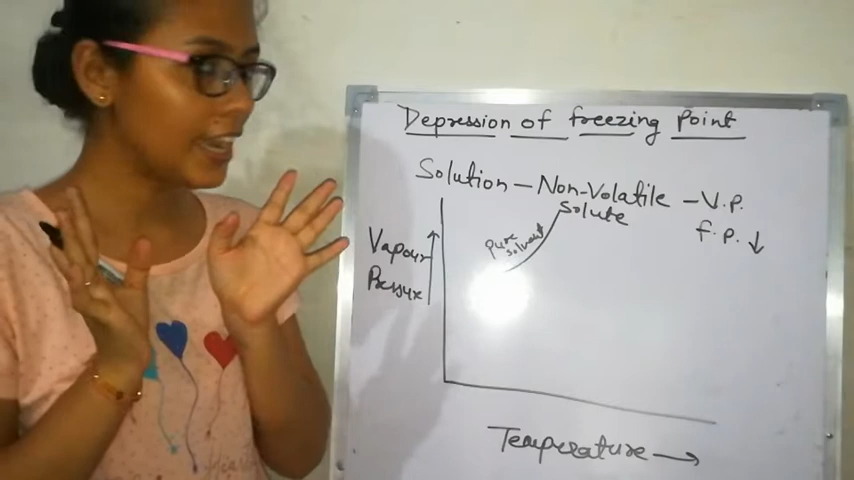 Depression of freezing point
Solution - Non-Volatile - V.P.
Solute
f.p. ↓
Pure
solvent
Vapour
Pressure
Temperature →